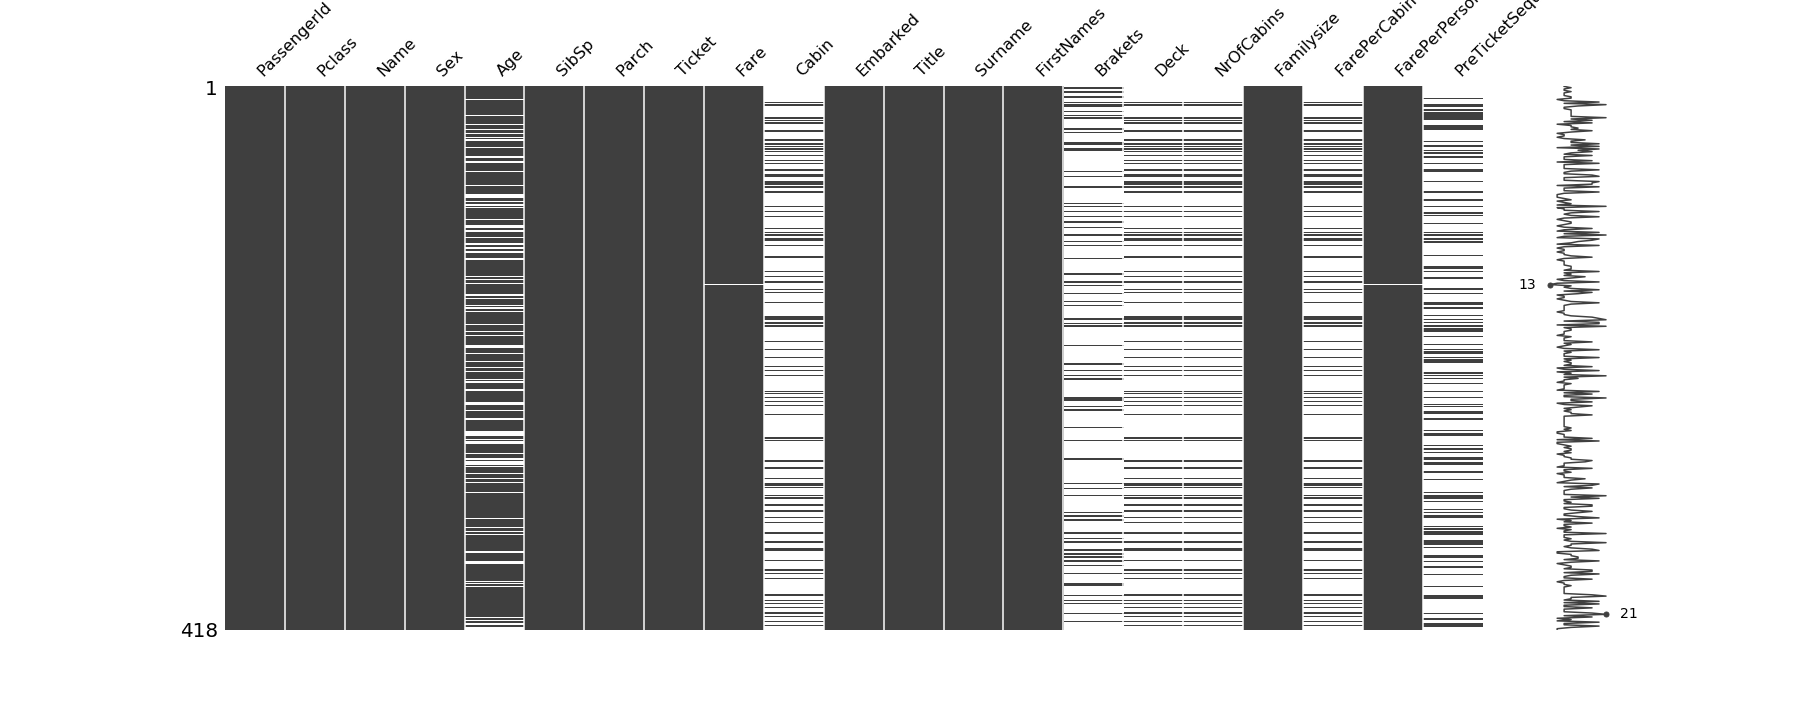 PassengerId
Pclass
Name
Sex
Age
SibSp
Parch
Ticket
Fare
Cabin
Embarked
Title
Surname
FirstNames
Brakets
Deck
NrOfCabins
Familysize
FarePerCabin
FarePerPerson
PreTicketSequ
1
13
21
418